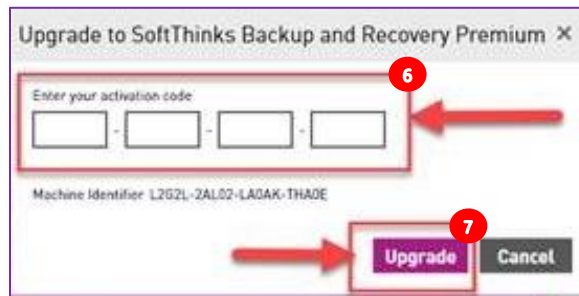 Upgrade to SoftThinks Backup and Recovery Premium ×
6
Enter your activation code
- - -
Machine Identifier L2G2L-2AL02-LA0AK-THA0E
7
Upgrade Cancel